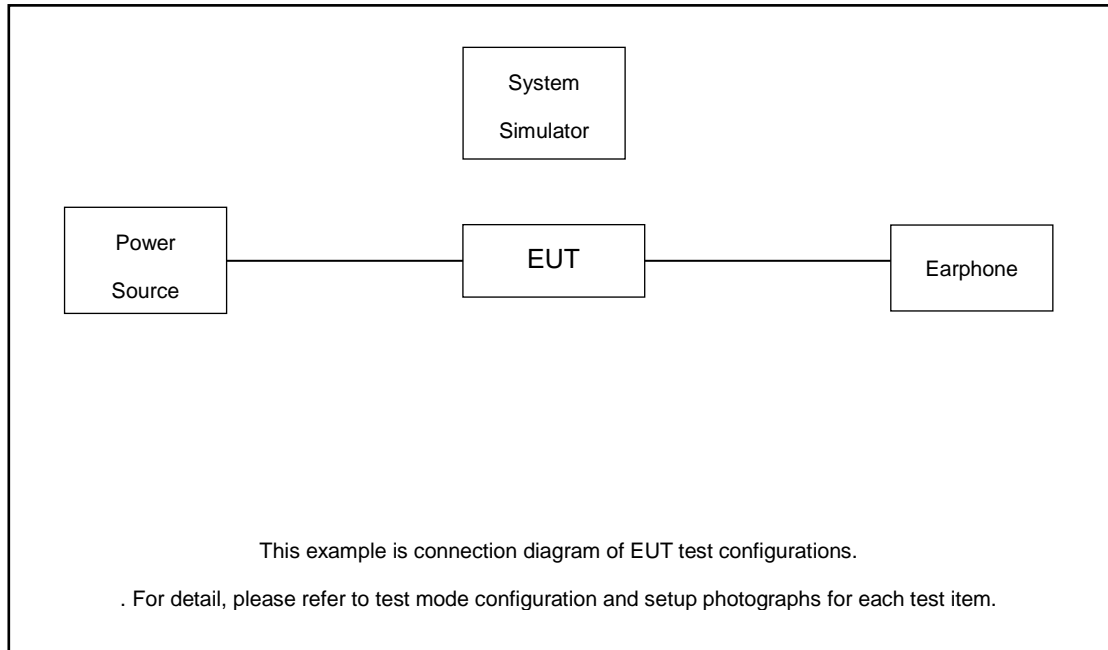 System
Simulator
Power
Source
EUT
Earphone
This example is connection diagram of EUT test configurations.
. For detail, please refer to test mode configuration and setup photographs for each test item.